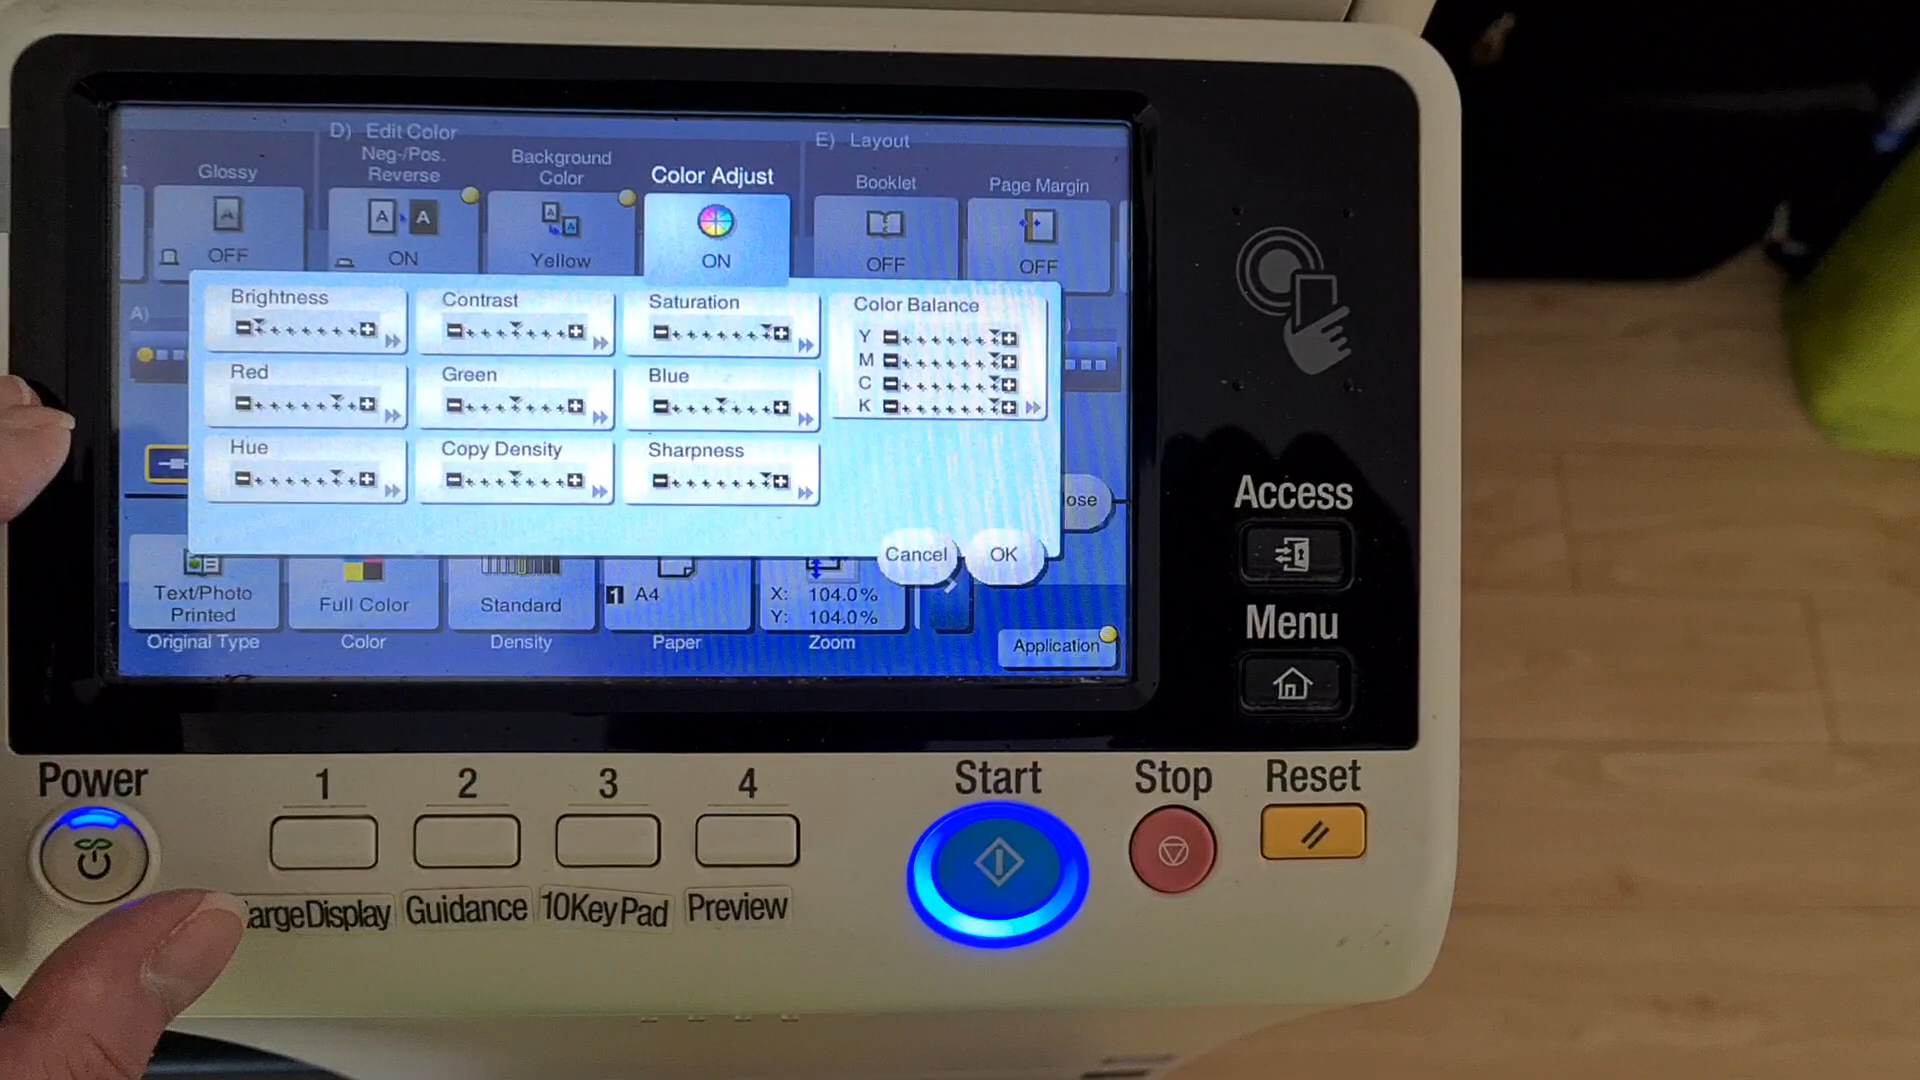 D) Edit Color
E) Layout
t
Glossy
Neg-/Pos.
Reverse
Background
Color
Color Adjust
Booklet
Page Margin
A A A
A A
OFF
ON
Yellow
ON
OFF
OFF
A)
Brightness
Contrast
Saturation
Color Balance
Y
M
C
K
Red
Green
Blue
Hue
Copy Density
Sharpness
ose
Cancel
OK
Text/Photo
Printed
Full Color
Standard
1 A4
X: 104.0%
Y: 104.0%
Original Type
Color
Density
Paper
Zoom
Application
Access
Menu
Power
1
2
3
4
Start
Stop
Reset
argeDisplay
Guidance
10KeyPad
Preview